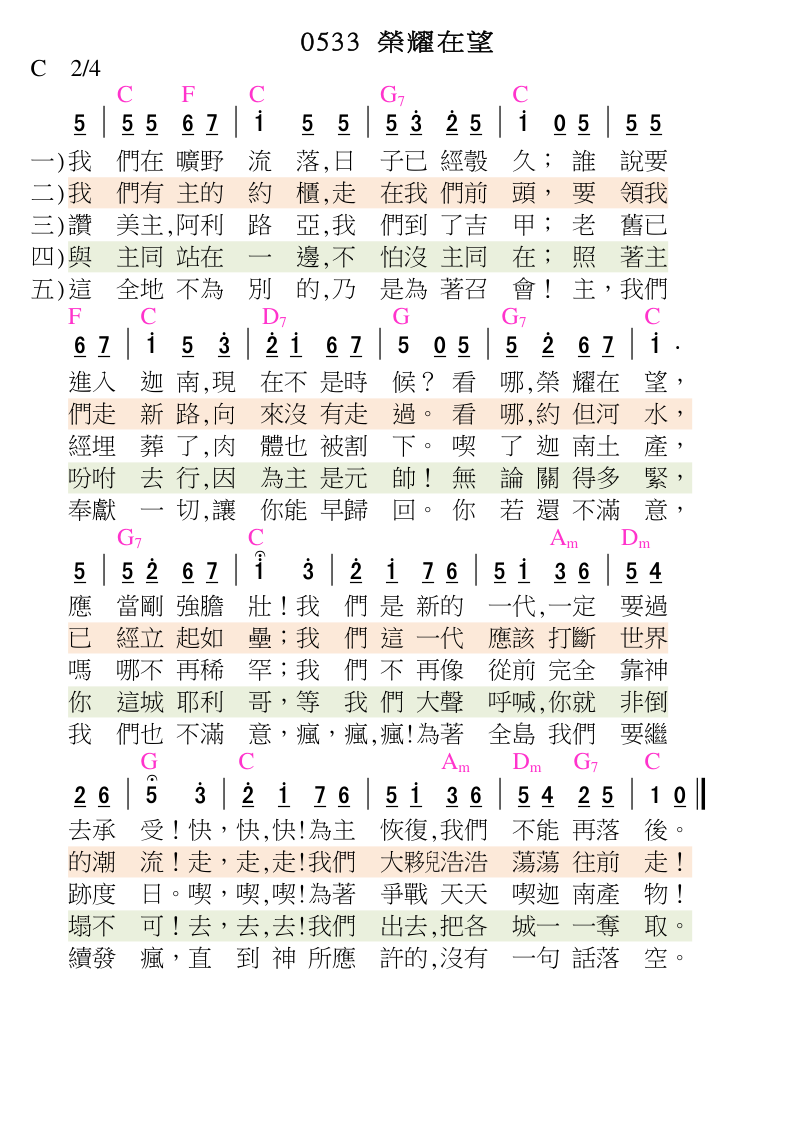 0533 榮耀在望
C 2/4
C F C G7 C
5 | 5 5 6 7 | i 5 5 | 5 3̇ 2̇ 5 | i 0 5 | 5 5
一)我 們在 曠野 流 落,日 子已 經彀 久； 誰 說要
二)我 們有 主的 約 櫃,走 在我 們前 頭， 要 領我
三)讚 美主,阿利 路 亞,我 們到 了吉 甲； 老 舊已
四)與 主同 站在 一 邊,不 怕沒 主同 在； 照 著主
五)這 全地 不為 別 的,乃 是為 著召 會！ 主，我們
F C D7 G G7 C
6 7 | i 5 3̇ | 2̇ i 6 7 | 5 0 5 | 5 2̇ 6 7 | i ·
進入 迦 南,現 在不 是時 候？ 看 哪,榮 耀在 望，
們走 新 路,向 來沒 有走 過。 看 哪,約 但河 水，
經埋 葬 了,肉 體也 被割 下。 喫 了 迦 南土 產，
吩咐 去 行,因 為主 是元 帥！ 無 論 關 得多 緊，
奉獻 一 切,讓 你能 早歸 回。 你 若 還 不滿 意，
G7 C Am Dm
5 | 5 2̇ 6 7 | i 3̇ | 2̇ i 7 6 | 5 i 3 6 | 5 4
應 當剛 強膽 壯！我 們 是 新的 一代,一定 要過
已 經立 起如 壘；我 們 這 一代 應該 打斷 世界
嗎 哪不 再稀 罕；我 們 不 再像 從前 完全 靠神
你 這城 耶利 哥，等 我 們 大聲 呼喊,你就 非倒
我 們也 不滿 意，瘋，瘋,瘋!為著 全島 我們 要繼
G C Am Dm G7 C
2 6 | 5 3̇ | 2̇ i 7 6 | 5 i 3 6 | 5 4 2 5 | 1 0 ||
去承 受！快，快,快!為主 恢復,我們 不能 再落 後。
的潮 流！走，走,走!我們 大夥兒浩浩 蕩蕩 往前 走！
跡度 日。喫，喫,喫!為著 爭戰 天天 喫迦 南產 物！
塌不 可！去，去,去!我們 出去,把各 城一 一奪 取。
續發 瘋，直 到 神 所應 許的,沒有 一句 話落 空。